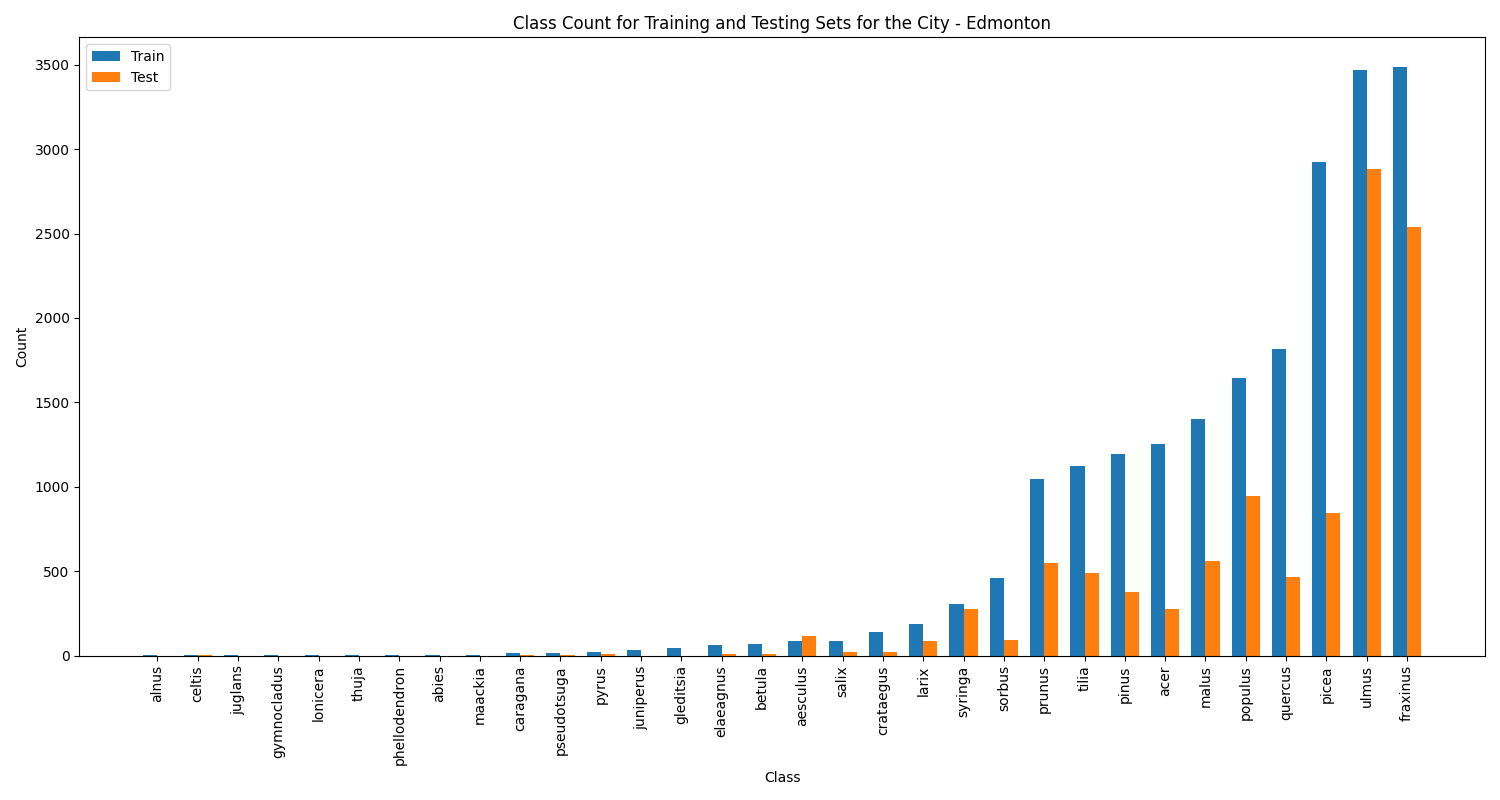 Class Count for Training and Testing Sets for the City - Edmonton
Train
Test
3500
3000
2500
2000
1500
1000
500
0
Count
alnus
celtis
juglans
gymnocladus
lonicera
thuja
phellodendron
abies
maackia
caragana
pseudotsuga
pyrus
juniperus
gleditsia
elaeagnus
betula
aesculus
salix
crataegus
larix
syringa
sorbus
prunus
tilia
pinus
acer
malus
populus
quercus
picea
ulmus
fraxinus
Class